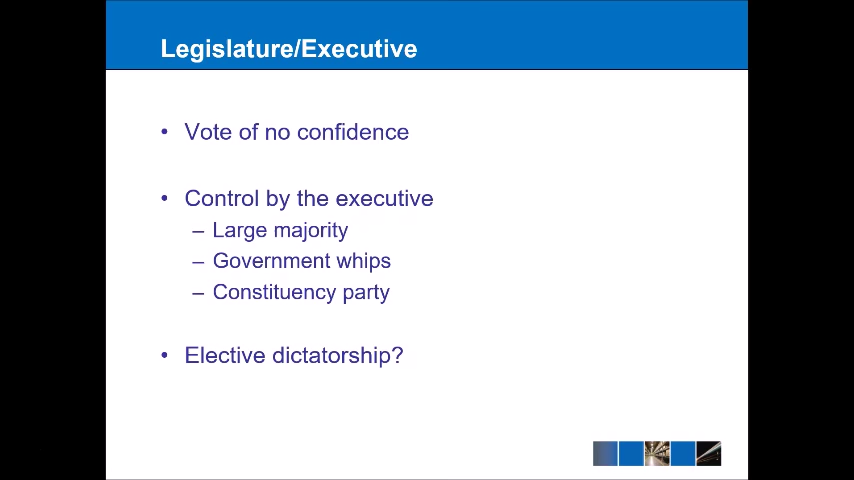 Legislature/Executive
• Vote of no confidence
• Control by the executive
– Large majority
– Government whips
– Constituency party
• Elective dictatorship?